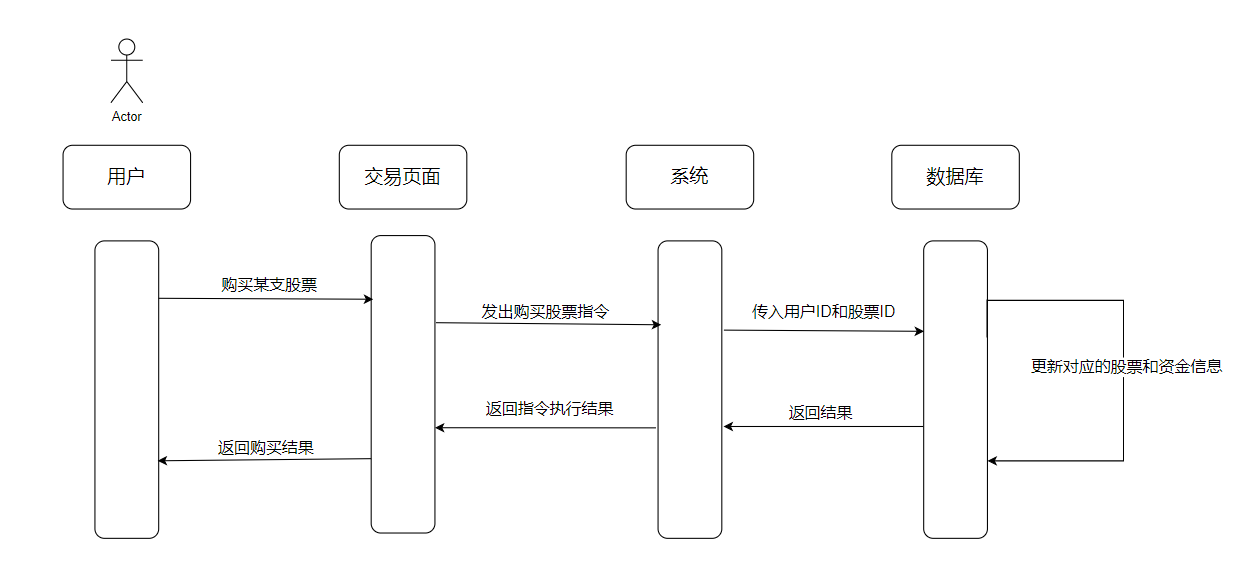 Actor
用户
交易页面
系统
数据库
购买某支股票
发出购买股票指令
传入用户ID和股票ID
更新对应的股票和资金信息
返回指令执行结果
返回结果
返回购买结果